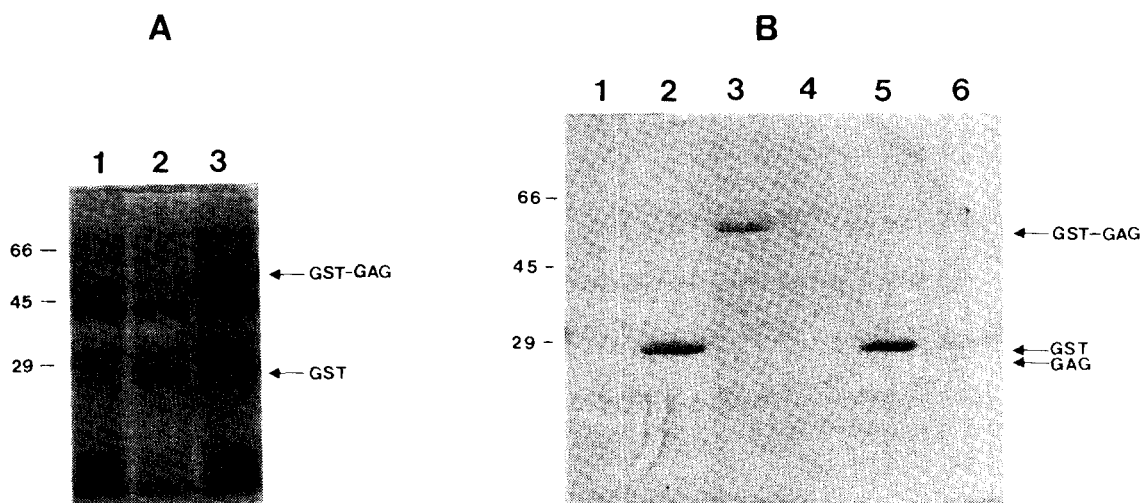 A
1 2 3
66 –
45 –
29 –
GST-GAG
GST
B
1 2 3 4 5 6
66 –
45 –
29 –
GST-GAG
GST
GAG